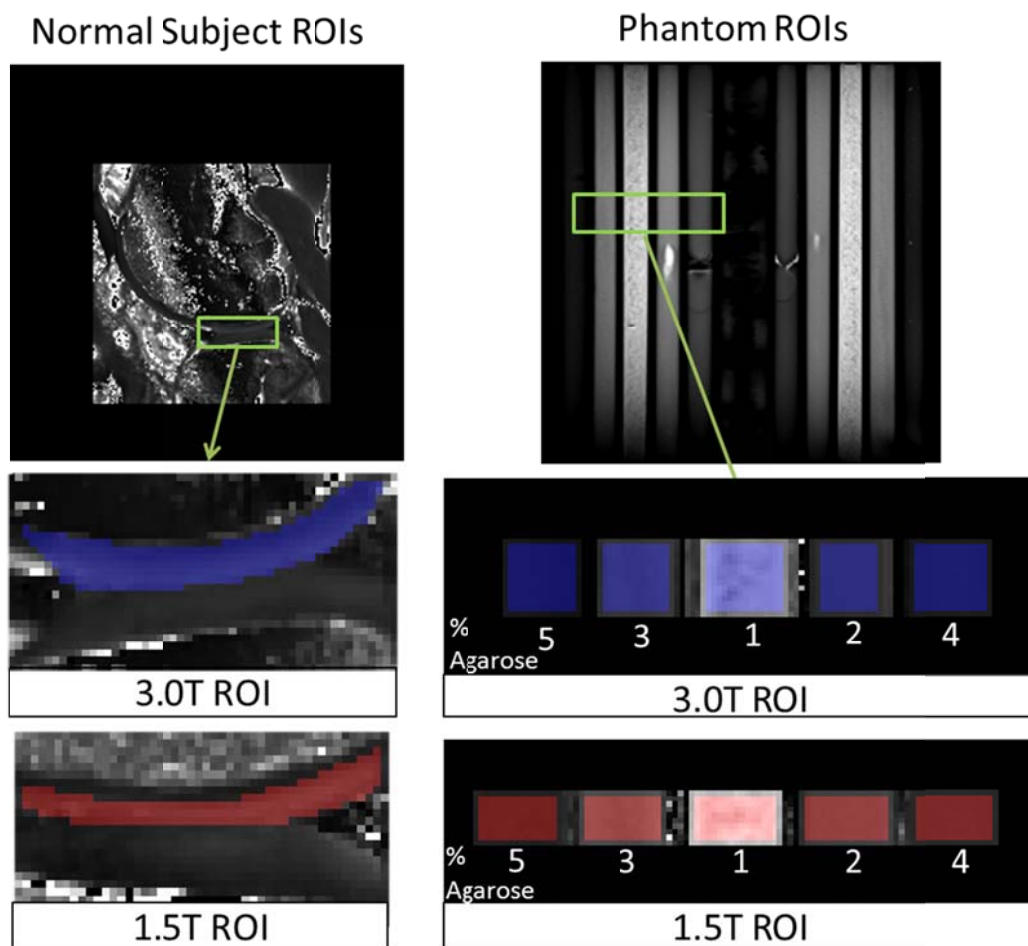 Normal Subject ROIs
Phantom ROIs
% 5 3 1 2 4
Agarose
3.0T ROI
3.0T ROI
% 5 3 1 2 4
Agarose
1.5T ROI
1.5T ROI